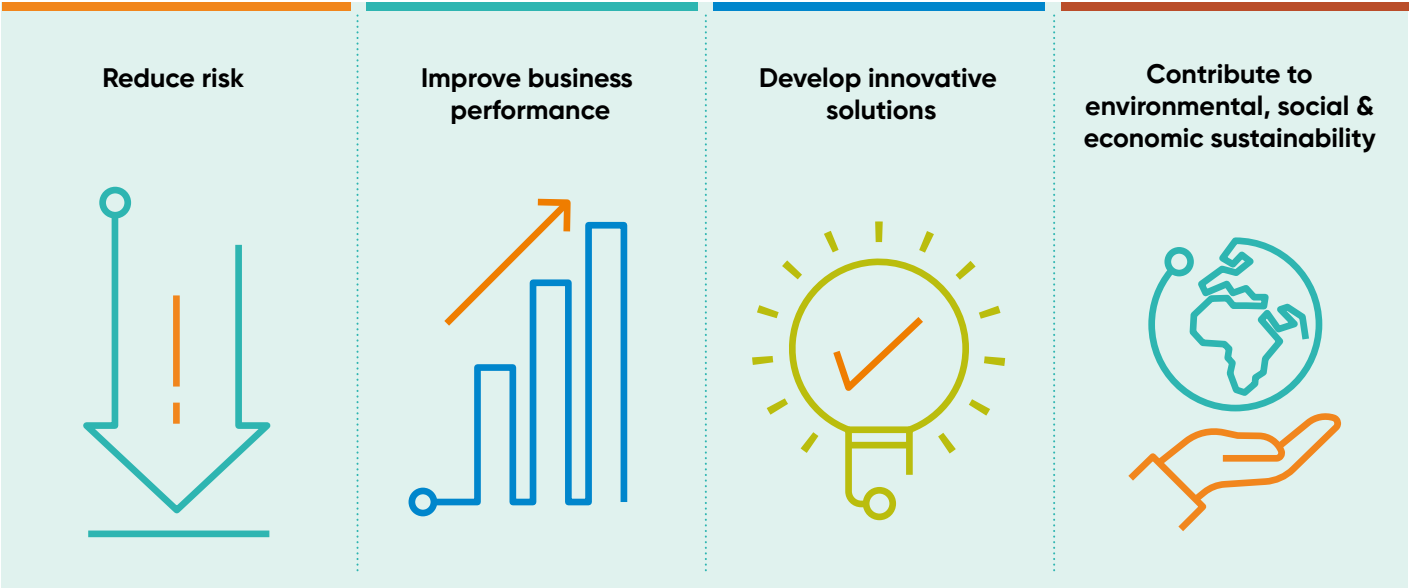 Reduce risk
Improve business
performance
Develop innovative
solutions
Contribute to
environmental, social &
economic sustainability